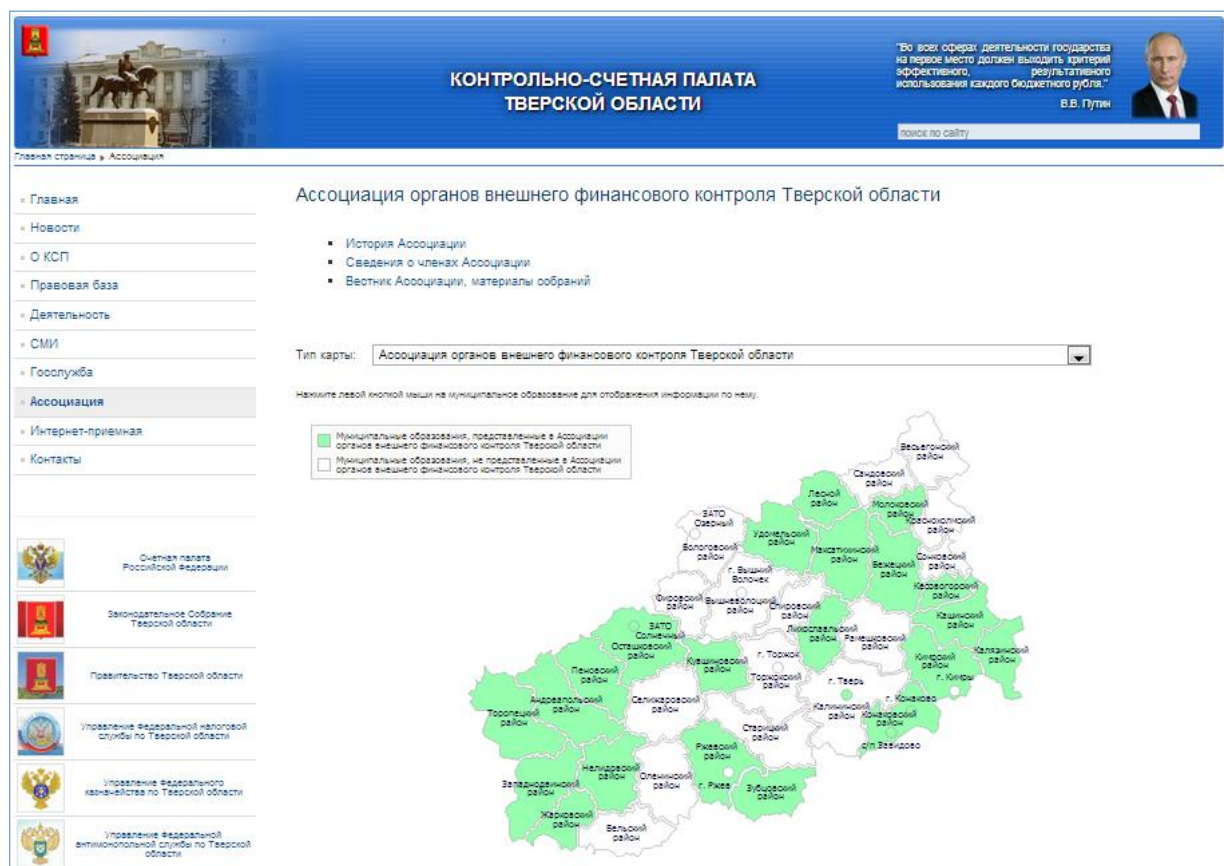 "Во всех сферах деятельности государства
на первое место должен выходить критерий
эффективного, результативного
использования каждого бюджетного рубля."
В.В. Путин
КОНТРОЛЬНО-СЧЕТНАЯ ПАЛАТА
ТВЕРСКОЙ ОБЛАСТИ
поиск по сайту
Главная страница Ассоциация
Главная
Новости
О КСП
Правовая база
Деятельность
СМИ
Госслужба
Ассоциация
Интернет-приемная
Контакты
Счетная палата
Российской Федерации
Законодательное Собрание
Тверской области
Правительство Тверской области
Управление Федеральной налоговой
службы по Тверской области
Управление Федерального
казначейства по Тверской области
Управление Федеральной
антимонопольной службы по Тверской
области
Ассоциация органов внешнего финансового контроля Тверской области
История Ассоциации
Сведения о членах Ассоциации
Вестник Ассоциации, материалы собраний
Тип карты: Ассоциация органов внешнего финансового контроля Тверской области
Нажмите левой кнопкой мыши на муниципальное образование для отображения информации по нему.
Муниципальные образования, представленные в Ассоциации
органов внешнего финансового контроля Тверской области
Муниципальные образования, не представленные в Ассоциации
органов внешнего финансового контроля Тверской области
Весьегонский
район
Сандовский
район
Лесной
район
Молоковский
район
Краснохолмский
район
ЗАТО
Озерный
Удомельский
район
Бологовский
район
Максатихинский
район
Бежецкий
район
Сонковский
район
г. Вышний
Волочек
Кесовогорский
район
Фировский
район
Вышневолоцкий
район
Спировский
район
Кашинский
район
ЗАТО
Солнечный
Осташковский
район
Лихославльский
район
Рамешковский
район
Калязинский
район
Кувшиновский
район
г. Торжок
Кимрский
район
Пеновский
район
Торжокский
район
г. Тверь
г. Кимры
Андреапольский
район
Селижаровский
район
г. Конаково
Торопецкий
район
Калининский
район
Конаковский
район
Старицкий
район
с/п Завидово
Ржевский
район
Нелидовский
район
Оленинский
район
Западнодвинский
район
г. Ржев
Зубцовский
район
Жарковский
район
Бельский
район